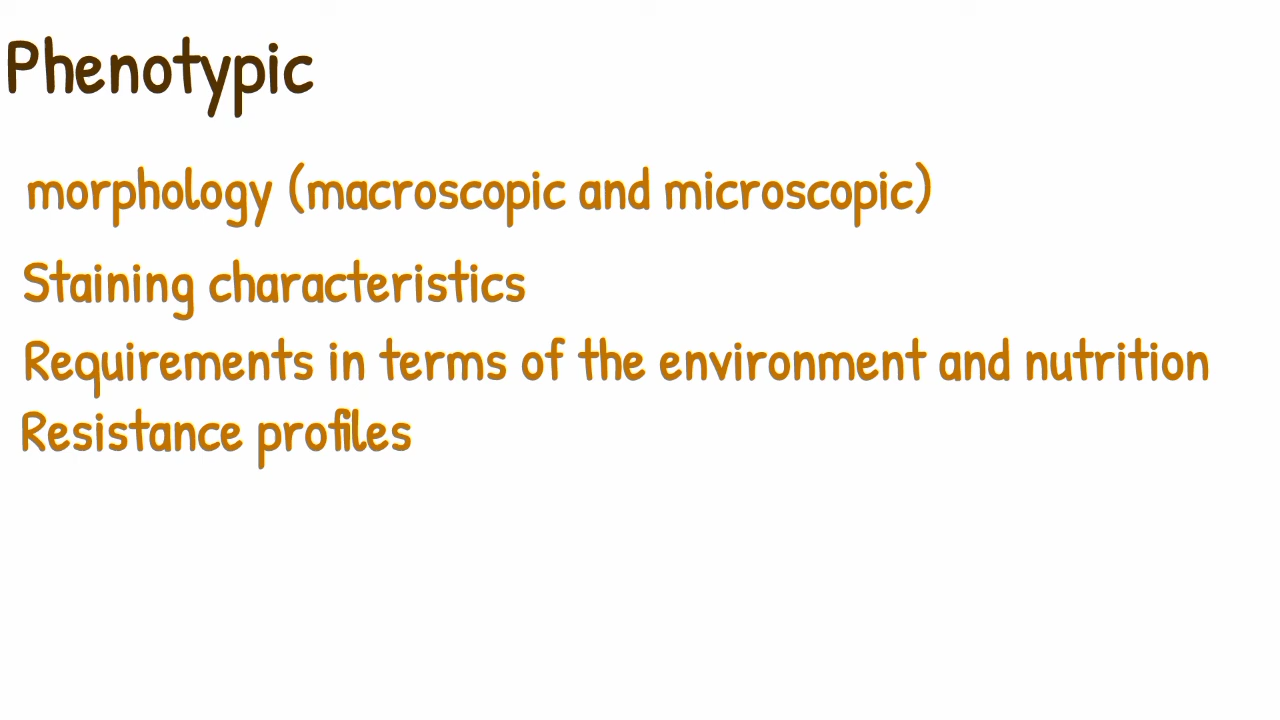 Phenotypic
morphology (macroscopic and microscopic)
Staining characteristics
Requirements in terms of the environment and nutrition
Resistance profiles